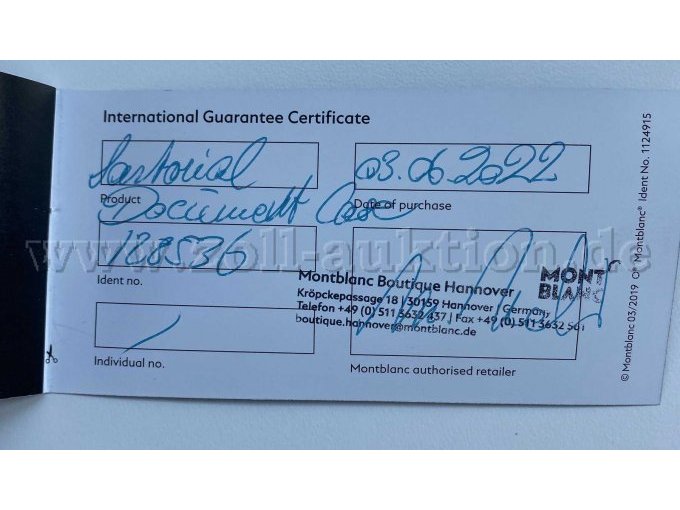 International Guarantee Certificate
Sartorial
03.06.2022
Product
Date of purchase
Document Case
www.zoll-auktion.de
128536
Ident no.
Montblanc Boutique Hannover
Kröpckepassage 18 | 30159 Hannover | Germany
Telefon +49 (0) 511 3632 637 | Fax +49 (0) 511 3632
boutique.hannover@montblanc.de
MONT
BLANC
Individual no.
Montblanc authorised retailer
© Montblanc 03/2019 O® Montblanc® Ident No. 1124915